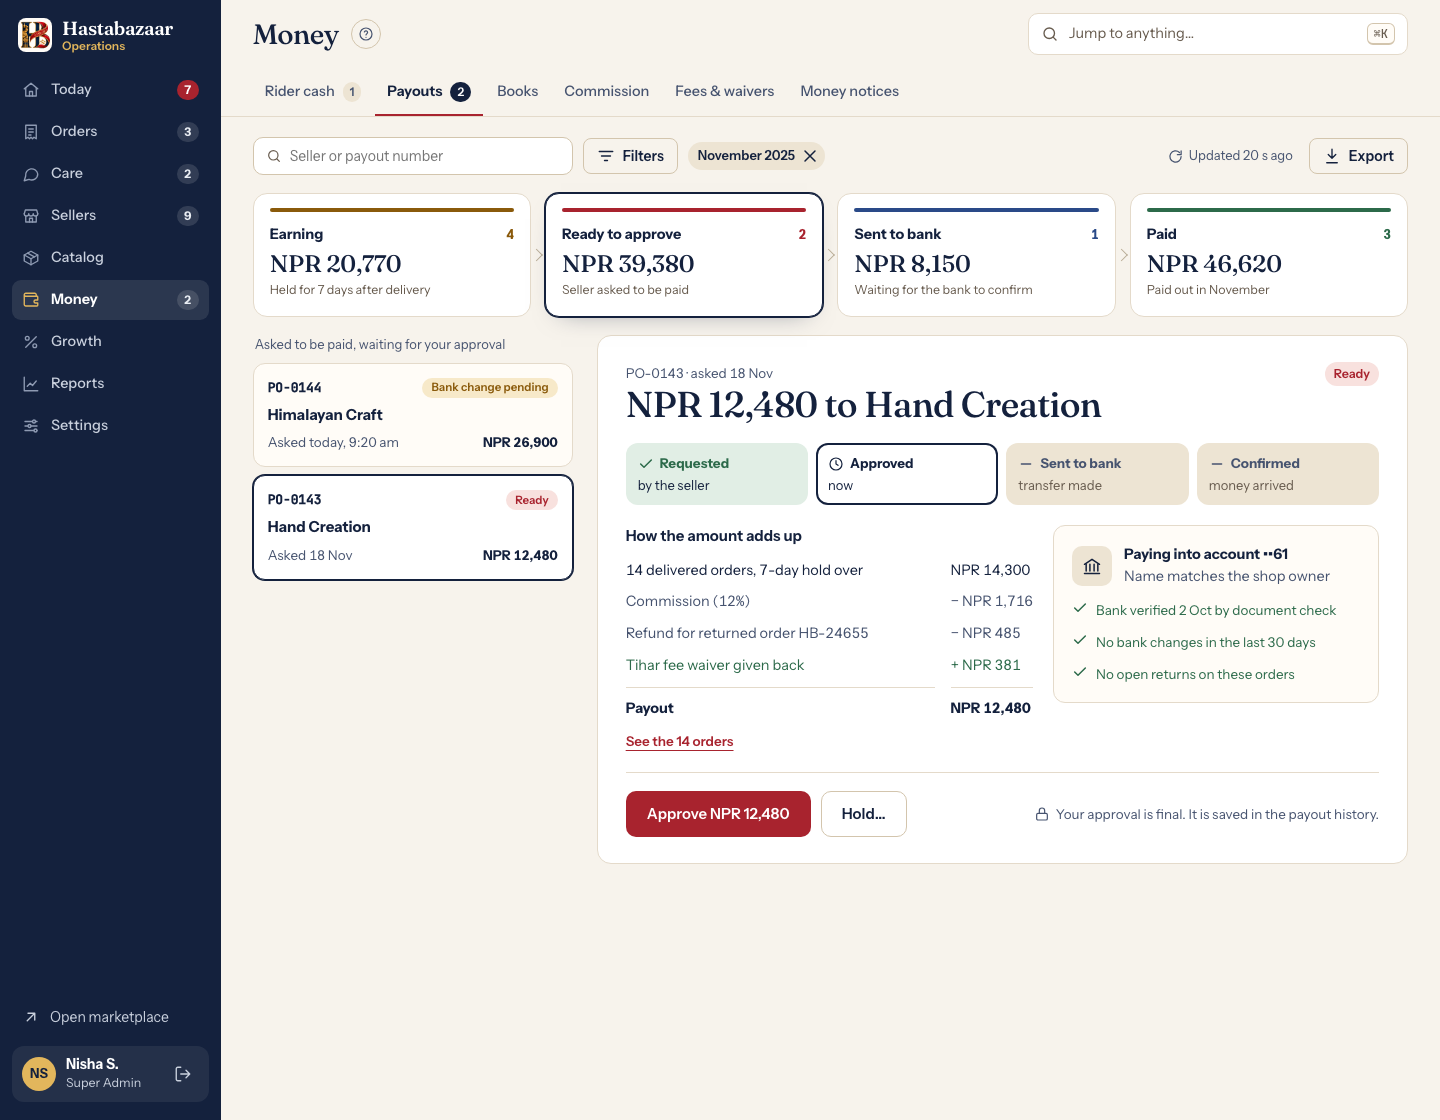 Hastabazaar
Operations
Today 7
Orders 3
Care 2
Sellers 9
Catalog
Money 2
Growth
Reports
Settings
Open marketplace
NS
Nisha S.
Super Admin
Money
Jump to anything...
⌘K
Rider cash 1 Payouts 2 Books Commission Fees & waivers Money notices
Seller or payout number
Filters
November 2025
Updated 20 s ago
Export
Earning 4
NPR 20,770
Held for 7 days after delivery
Ready to approve 2
NPR 39,380
Seller asked to be paid
Sent to bank 1
NPR 8,150
Waiting for the bank to confirm
Paid 3
NPR 46,620
Paid out in November
Asked to be paid, waiting for your approval
PO-0144 Bank change pending
Himalayan Craft
Asked today, 9:20 am NPR 26,900
PO-0143 Ready
Hand Creation
Asked 18 Nov NPR 12,480
PO-0143 · asked 18 Nov Ready
NPR 12,480 to Hand Creation
Requested
by the seller
Approved
now
Sent to bank
transfer made
Confirmed
money arrived
How the amount adds up
14 delivered orders, 7-day hold over NPR 14,300
Commission (12%) − NPR 1,716
Refund for returned order HB-24655 − NPR 485
Tihar fee waiver given back + NPR 381
Payout NPR 12,480
See the 14 orders
Paying into account ••61
Name matches the shop owner
Bank verified 2 Oct by document check
No bank changes in the last 30 days
No open returns on these orders
Approve NPR 12,480
Hold...
Your approval is final. It is saved in the payout history.